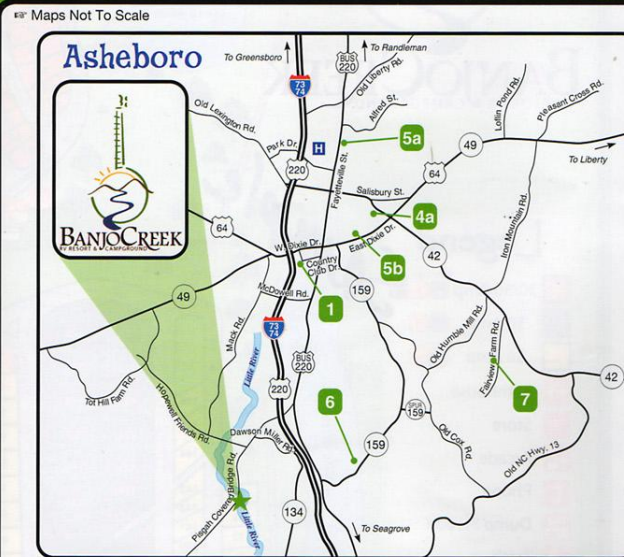 ☞ Maps Not To Scale
Asheboro
To Greensboro
To Randleman
BUS
220
Old Liberty Rd.
73
74
Lofin Pond Rd.
Pleasant Cross Rd.
Alfred St.
Old Lexington Rd.
H
5a
49
Park Dr.
To Liberty
220
64
Fayetteville St.
Salisbury St.
4a
64
Iron Mountain Rd.
BANJOCREEK
RV RESORT & CAMPGROUND
W. Dixie Dr.
East Dixie Dr.
42
Country
Club Dr.
5b
49
McDowell Rd.
159
1
Mack Rd.
73
74
Old Humble Mill Rd.
Little River
BUS
220
Fairview Farm Rd.
Tot Hill Farm Rd.
Hopewell Friends Rd.
220
6
7
42
SPUR
159
Dawson Miller Rd.
159
Old Cox Rd.
Old NC Hwy. 13
Pisgah Covered Bridge Rd.
134
Little River
To Seagrove